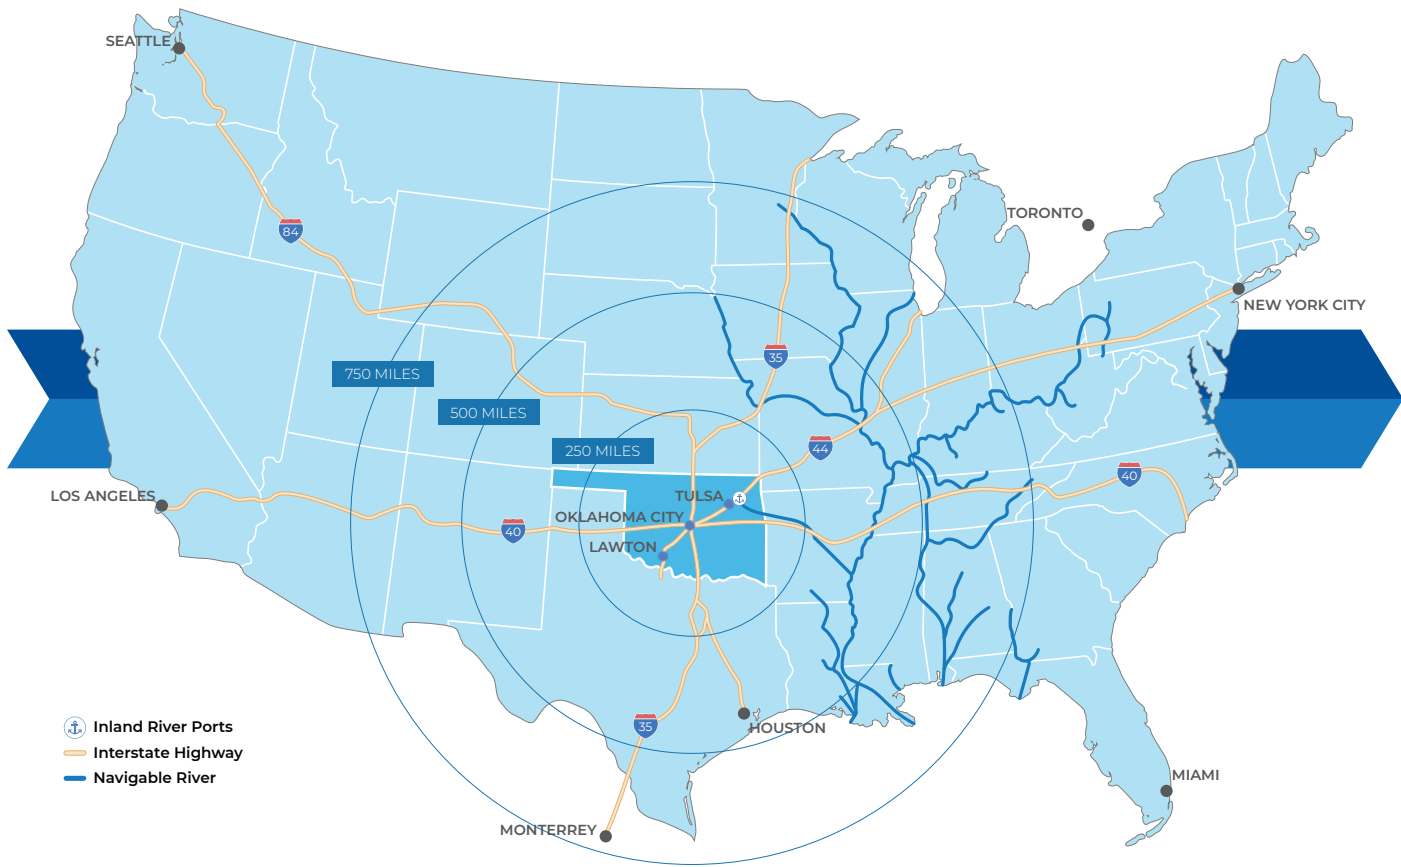 SEATTLE
TORONTO
84
NEW YORK CITY
35
750 MILES
500 MILES
250 MILES
44
40
LOS ANGELES
TULSA
OKLAHOMA CITY
40
LAWTON
35
HOUSTON
Inland River Ports
Interstate Highway
Navigable River
MIAMI
MONTERREY